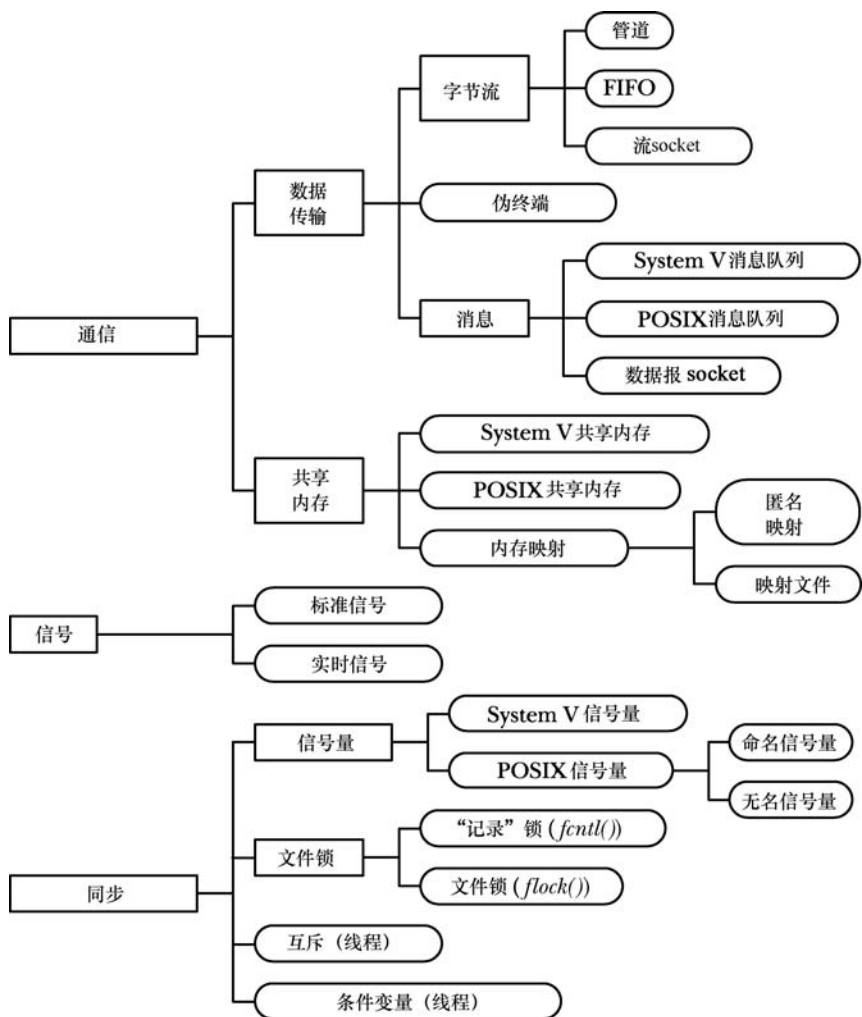 管道
字节流
FIFO
流socket
数据
传输
伪终端
System V消息队列
通信
消息
POSIX消息队列
数据报 socket
System V共享内存
共享
内存
POSIX共享内存
匿名
映射
内存映射
映射文件
标准信号
信号
实时信号
System V信号量
信号量
命名信号量
POSIX信号量
无名信号量
“记录”锁 (fcntl())
文件锁
文件锁 (flock())
同步
互斥（线程）
条件变量（线程）